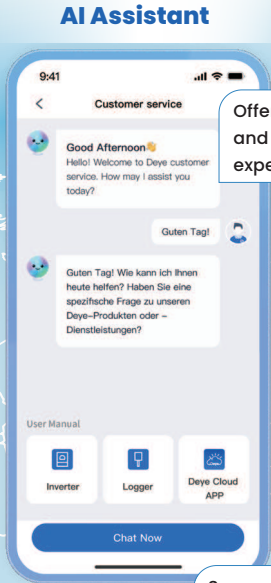 AI Assistant
9:41
Customer service
Offe
and
expe
Good Afternoon👋
Hello! Welcome to Deye customer
service. How may I assist you
today?
Guten Tag!
Guten Tag! Wie kann ich Ihnen
heute helfen? Haben Sie eine
spezifische Frage zu unseren
Deye-Produkten oder –
Dienstleistungen?
User Manual
Inverter
Logger
Deye Cloud
APP
Chat Now